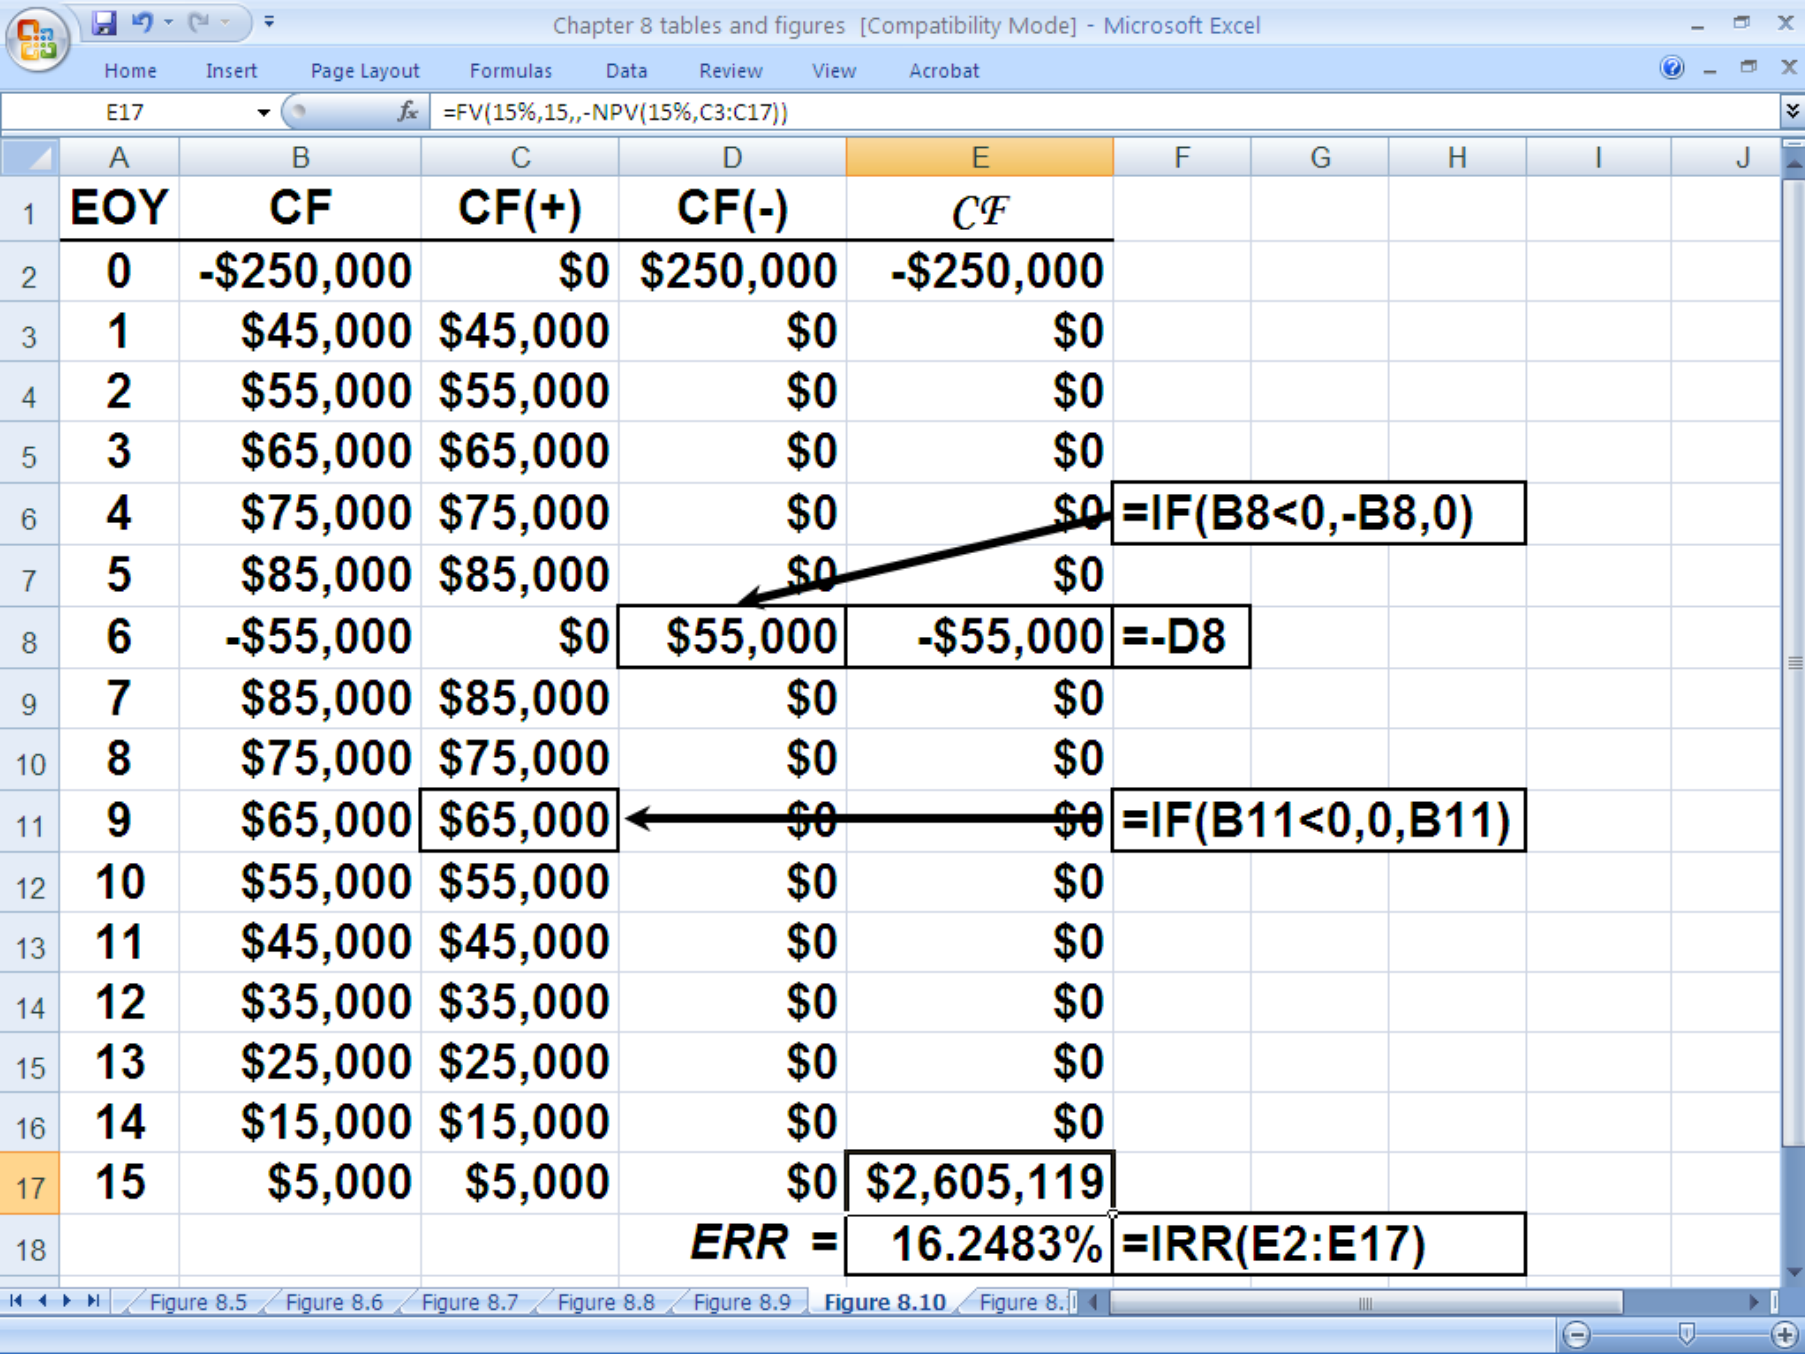 Chapter 8 tables and figures [Compatibility Mode] - Microsoft Excel
Home Insert Page Layout Formulas Data Review View Acrobat
E17 fx =FV(15%,15,,-NPV(15%,C3:C17))
A B C D E F G H I J
1 EOY CF CF(+) CF(-) CF
2 0 -$250,000 $0 $250,000 -$250,000
3 1 $45,000 $45,000 $0 $0
4 2 $55,000 $55,000 $0 $0
5 3 $65,000 $65,000 $0 $0
6 4 $75,000 $75,000 $0 $0 =IF(B8<0,-B8,0)
7 5 $85,000 $85,000 $0 $0
8 6 -$55,000 $0 $55,000 -$55,000 =-D8
9 7 $85,000 $85,000 $0 $0
10 8 $75,000 $75,000 $0 $0
11 9 $65,000 $65,000 $0 $0 =IF(B11<0,0,B11)
12 10 $55,000 $55,000 $0 $0
13 11 $45,000 $45,000 $0 $0
14 12 $35,000 $35,000 $0 $0
15 13 $25,000 $25,000 $0 $0
16 14 $15,000 $15,000 $0 $0
17 15 $5,000 $5,000 $0 $2,605,119
18 ERR = 16.2483% =IRR(E2:E17)
Figure 8.5 Figure 8.6 Figure 8.7 Figure 8.8 Figure 8.9 Figure 8.10 Figure 8.